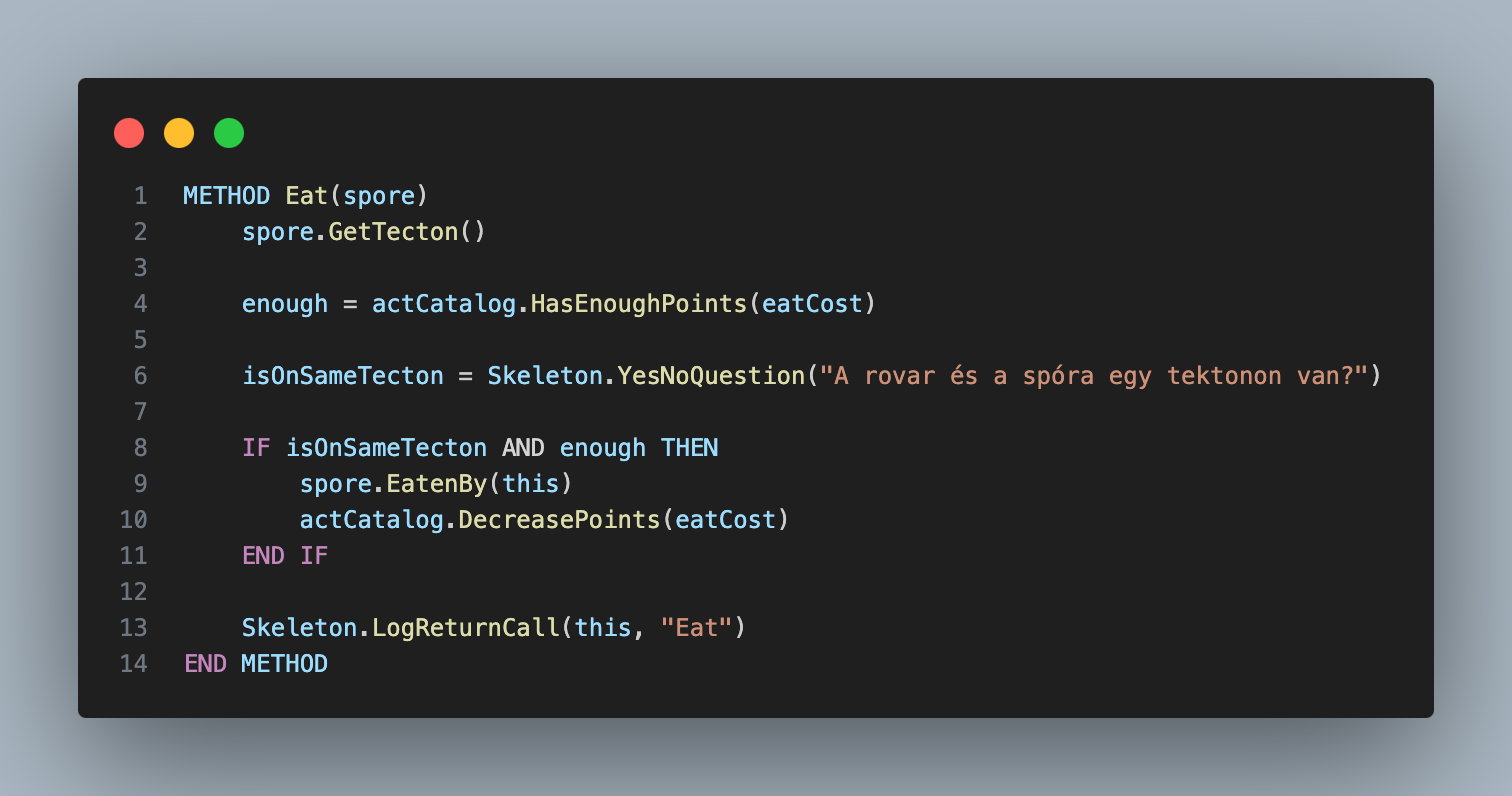 1 METHOD Eat(spore)
2     spore.GetTecton()
3
4     enough = actCatalog.HasEnoughPoints(eatCost)
5
6     isOnSameTecton = Skeleton.YesNoQuestion("A rovar és a spóra egy tektonon van?")
7
8     IF isOnSameTecton AND enough THEN
9         spore.EatenBy(this)
10         actCatalog.DecreasePoints(eatCost)
11     END IF
12
13     Skeleton.LogReturnCall(this, "Eat")
14 END METHOD